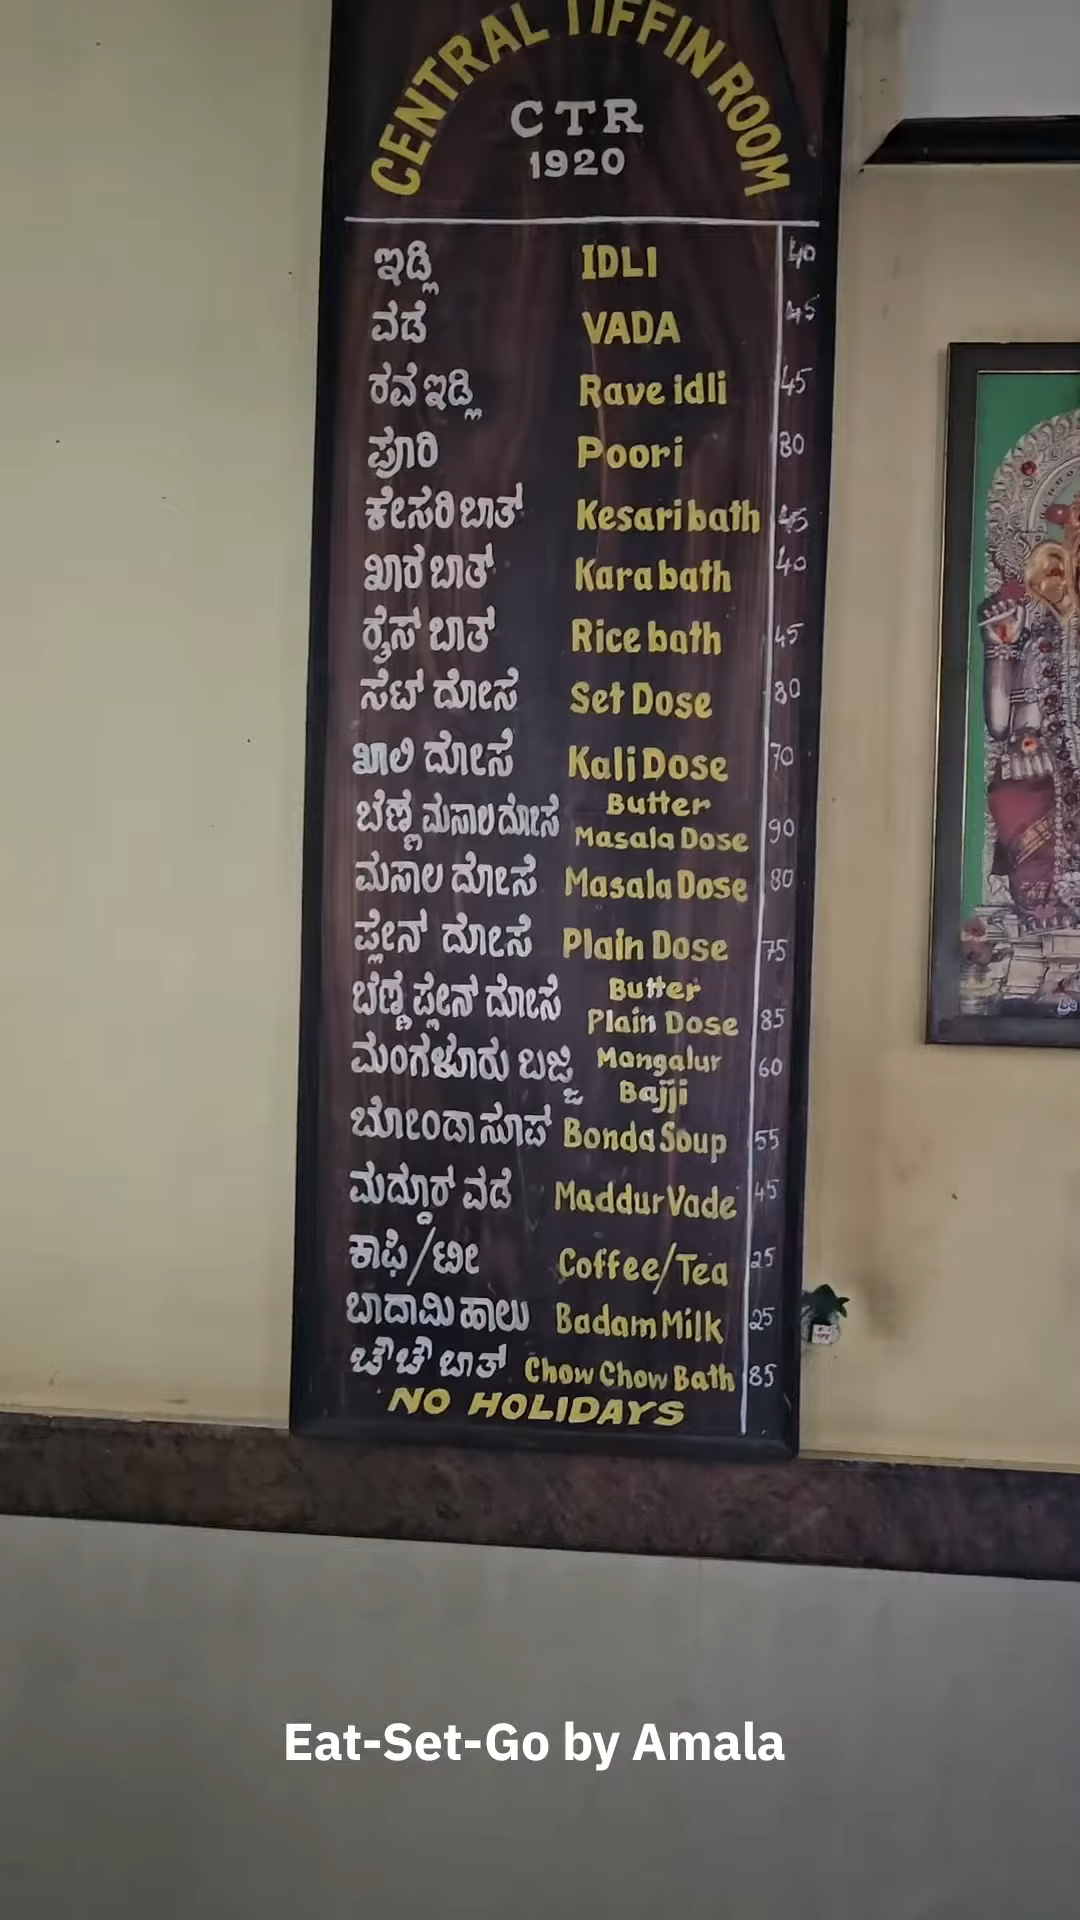 CENTRAL TIFFIN ROOM
CTR
1920
ಇಡ್ಲಿ IDLI 40
ವಡೆ VADA 45
ರವೆ ಇಡ್ಲಿ Rave idli 45
ಪೂರಿ Poori 80
ಕೇಸರಿ ಬಾತ್ Kesari bath 45
ಖಾರ ಬಾತ್ Kara bath 40
ರೈಸ್ ಬಾತ್ Rice bath 45
ಸೆಟ್ ದೋಸೆ Set Dose 80
ಖಾಲಿ ದೋಸೆ Kali Dose 70
ಬೆಣ್ಣೆ ಮಸಾಲ ದೋಸೆ Butter Masala Dose 90
ಮಸಾಲ ದೋಸೆ Masala Dose 80
ಪ್ಲೇನ್ ದೋಸೆ Plain Dose 75
ಬೆಣ್ಣೆ ಪ್ಲೇನ್ ದೋಸೆ Butter Plain Dose 85
ಮಂಗಳೂರು ಬಜ್ಜಿ Mangalur Bajji 60
ಬೋಂಡಾ ಸೂಪ್ Bonda Soup 55
ಮದ್ದೂರ್ ವಡೆ Maddur Vade 45
ಕಾಫಿ/ಟೀ Coffee/Tea 25
ಬಾದಾಮಿ ಹಾಲು Badam Milk 25
ಚೌಚೌ ಬಾತ್ Chow Chow Bath 85
NO HOLIDAYS
Eat-Set-Go by Amala